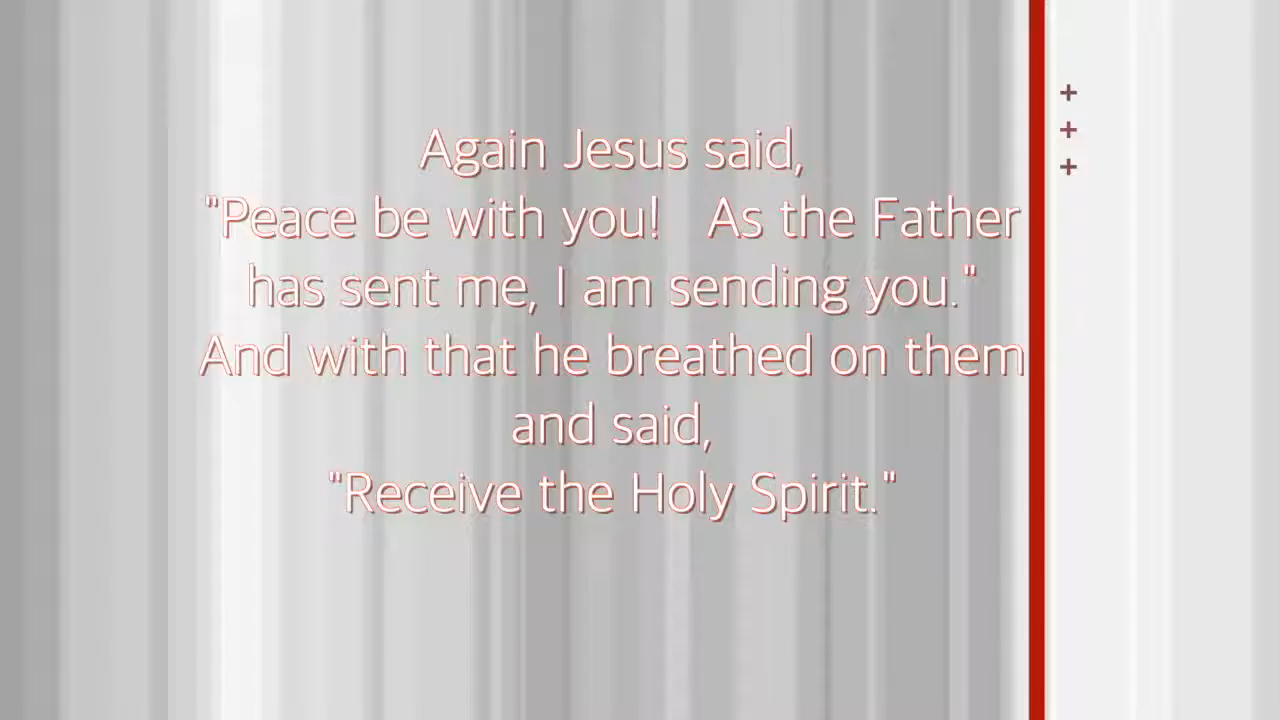 Again Jesus said,
"Peace be with you!   As the Father
has sent me, I am sending you."
And with that he breathed on them
and said,
"Receive the Holy Spirit."
+
+
+